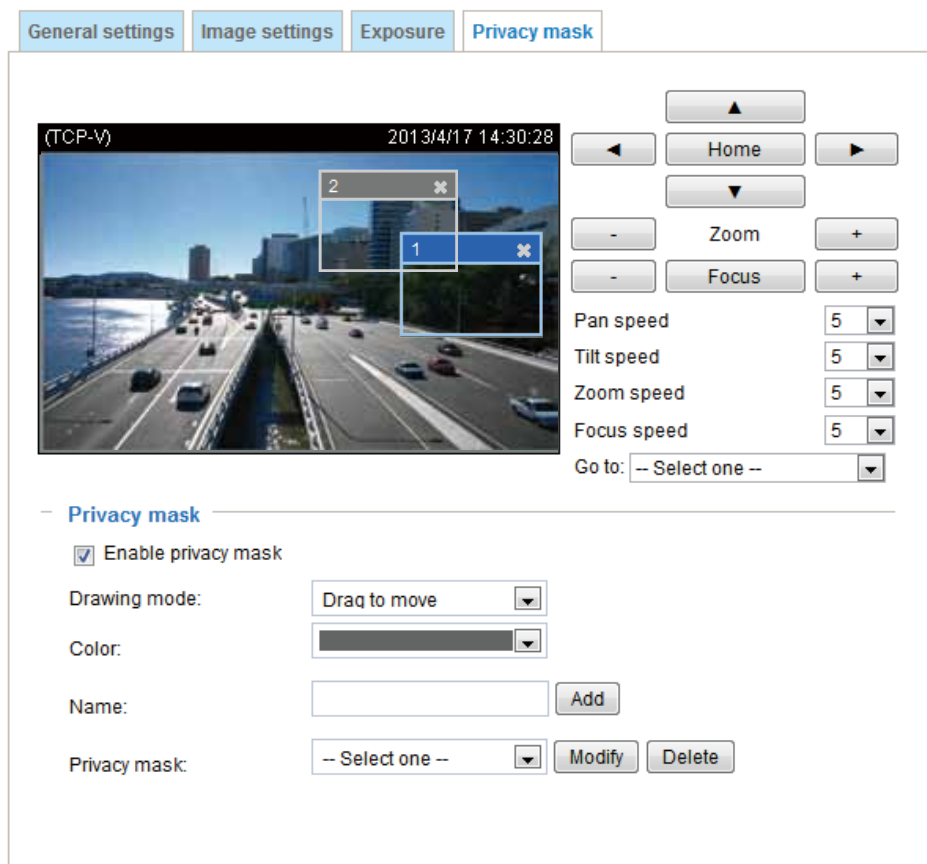 General settings Image settings Exposure Privacy mask
(TCP-V) 2013/4/17 14:30:28
2
1
Home
- Zoom +
- Focus +
Pan speed 5
Tilt speed 5
Zoom speed 5
Focus speed 5
Go to: -- Select one --
Privacy mask
Enable privacy mask
Drawing mode: Drag to move
Color:
Name: Add
Privacy mask: -- Select one -- Modify Delete